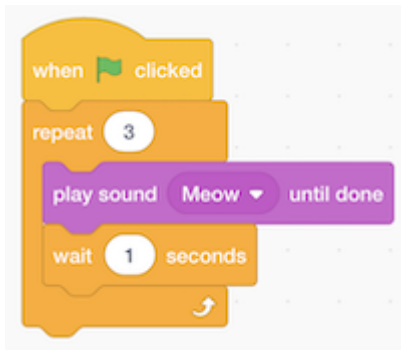 when clicked
repeat 3
play sound Meow until done
wait 1 seconds